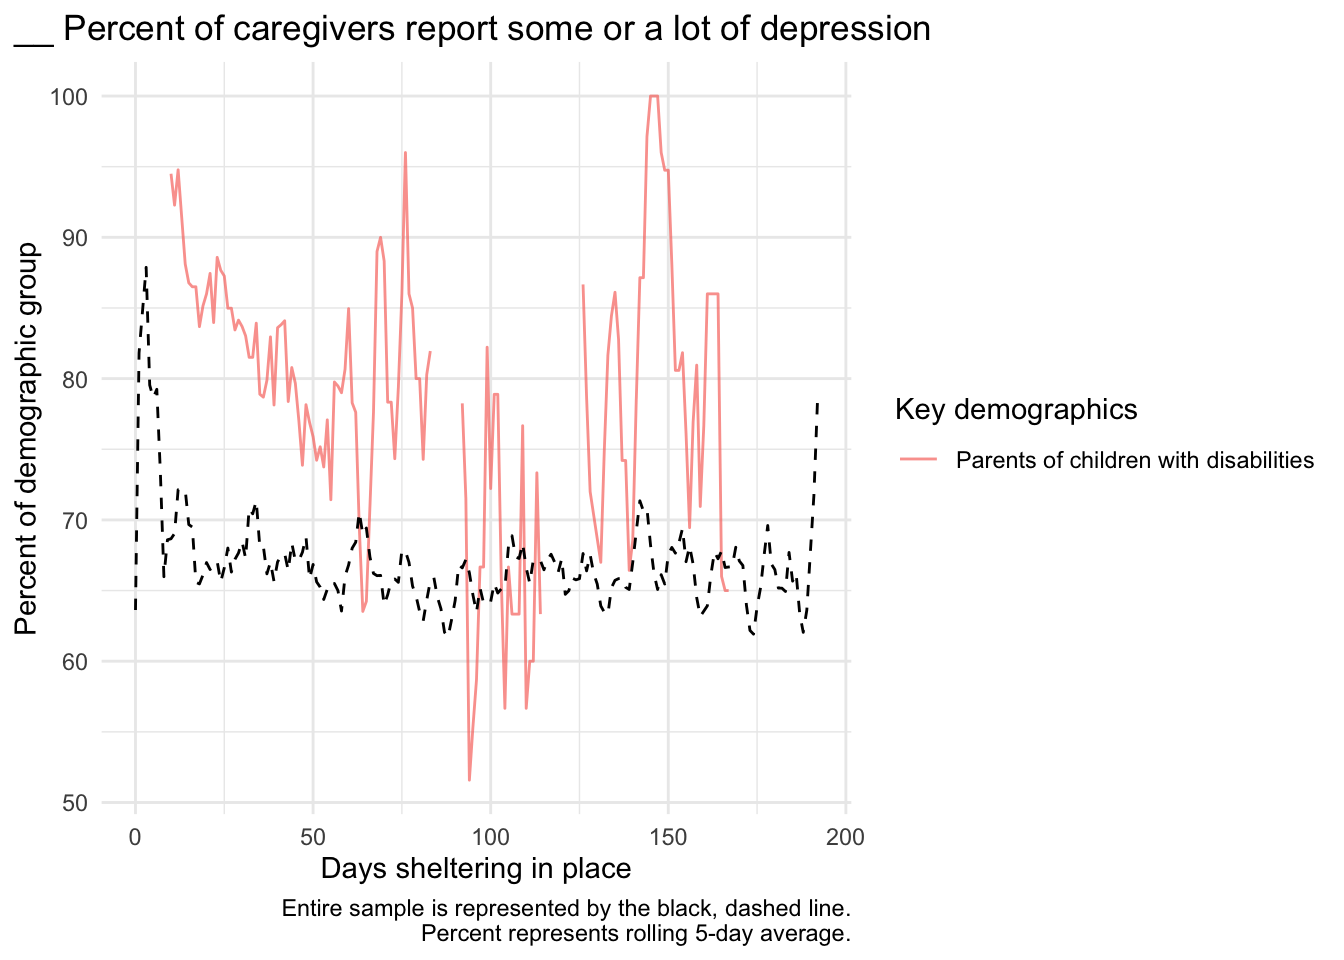 __ Percent of caregivers report some or a lot of depression
Percent of demographic group
100
90
80
70
60
50
0 50 100 150 200
Days sheltering in place
Key demographics
Parents of children with disabilities
Entire sample is represented by the black, dashed line.
Percent represents rolling 5-day average.